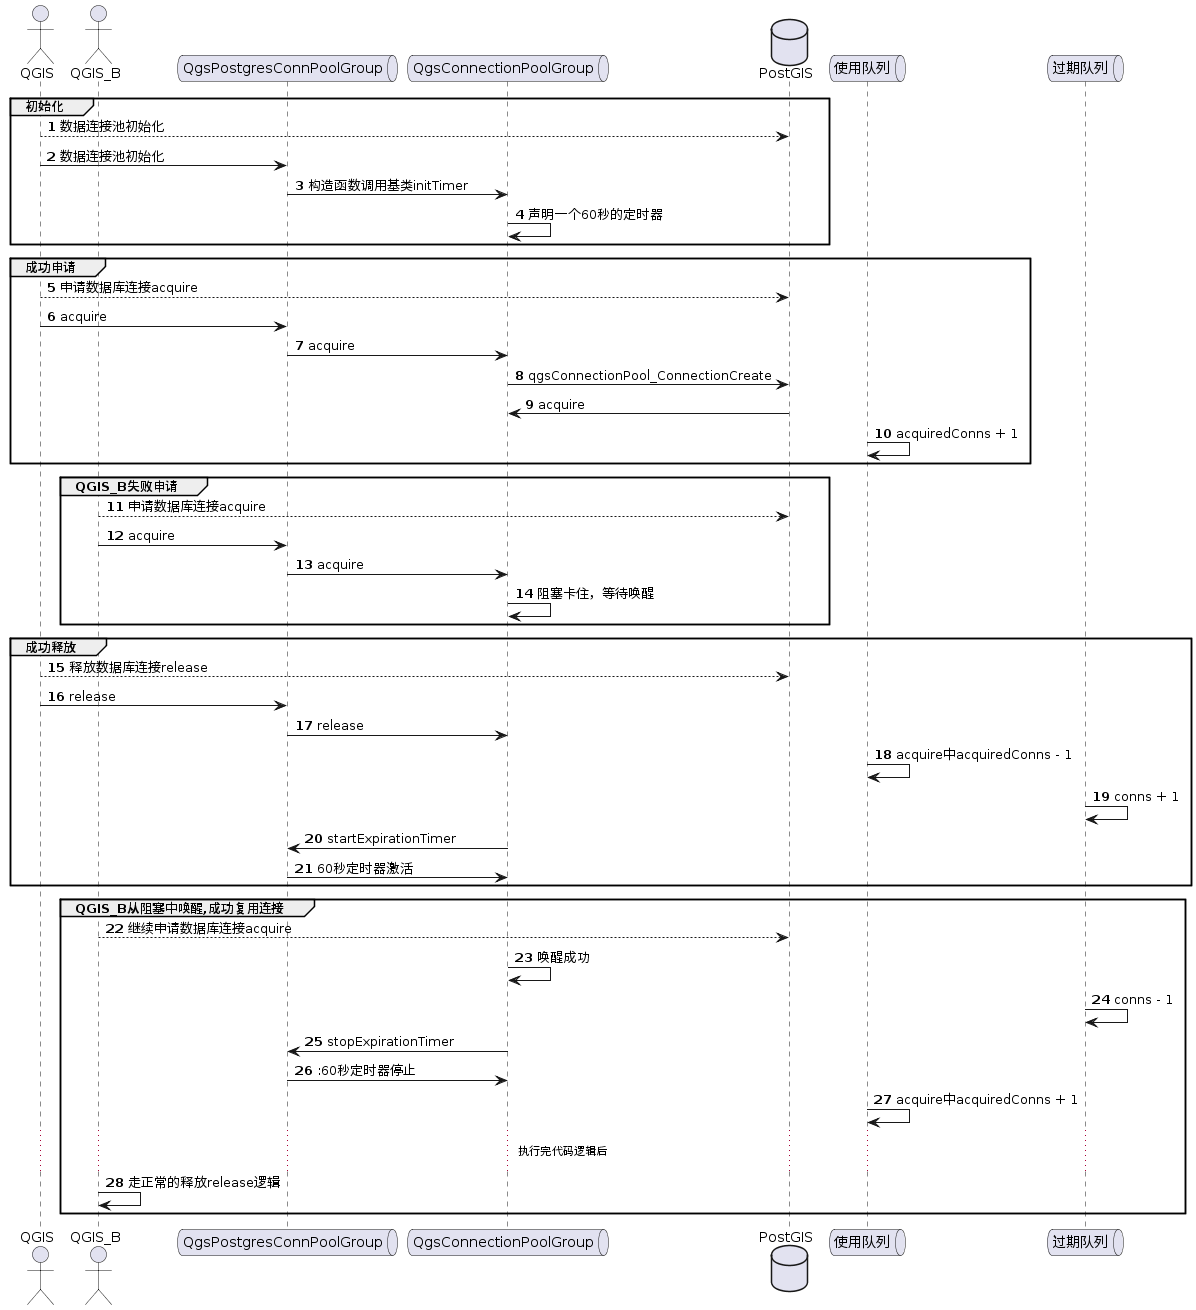 QGIS
QGIS_B
QgsPostgresConnPoolGroup
QgsConnectionPoolGroup
PostGIS
使用队列
过期队列
初始化
1 数据连接池初始化
2 数据连接池初始化
3 构造函数调用基类initTimer
4 声明一个60秒的定时器
成功申请
5 申请数据库连接acquire
6 acquire
7 acquire
8 qgsConnectionPool_ConnectionCreate
9 acquire
10 acquiredConns + 1
QGIS_B失败申请
11 申请数据库连接acquire
12 acquire
13 acquire
14 阻塞卡住，等待唤醒
成功释放
15 释放数据库连接release
16 release
17 release
18 acquire中acquiredConns - 1
19 conns + 1
20 startExpirationTimer
21 60秒定时器激活
QGIS_B从阻塞中唤醒,成功复用连接
22 继续申请数据库连接acquire
23 唤醒成功
24 conns - 1
25 stopExpirationTimer
26 :60秒定时器停止
27 acquire中acquiredConns + 1
执行完代码逻辑后
28 走正常的释放release逻辑
QGIS
QGIS_B
QgsPostgresConnPoolGroup
QgsConnectionPoolGroup
PostGIS
使用队列
过期队列